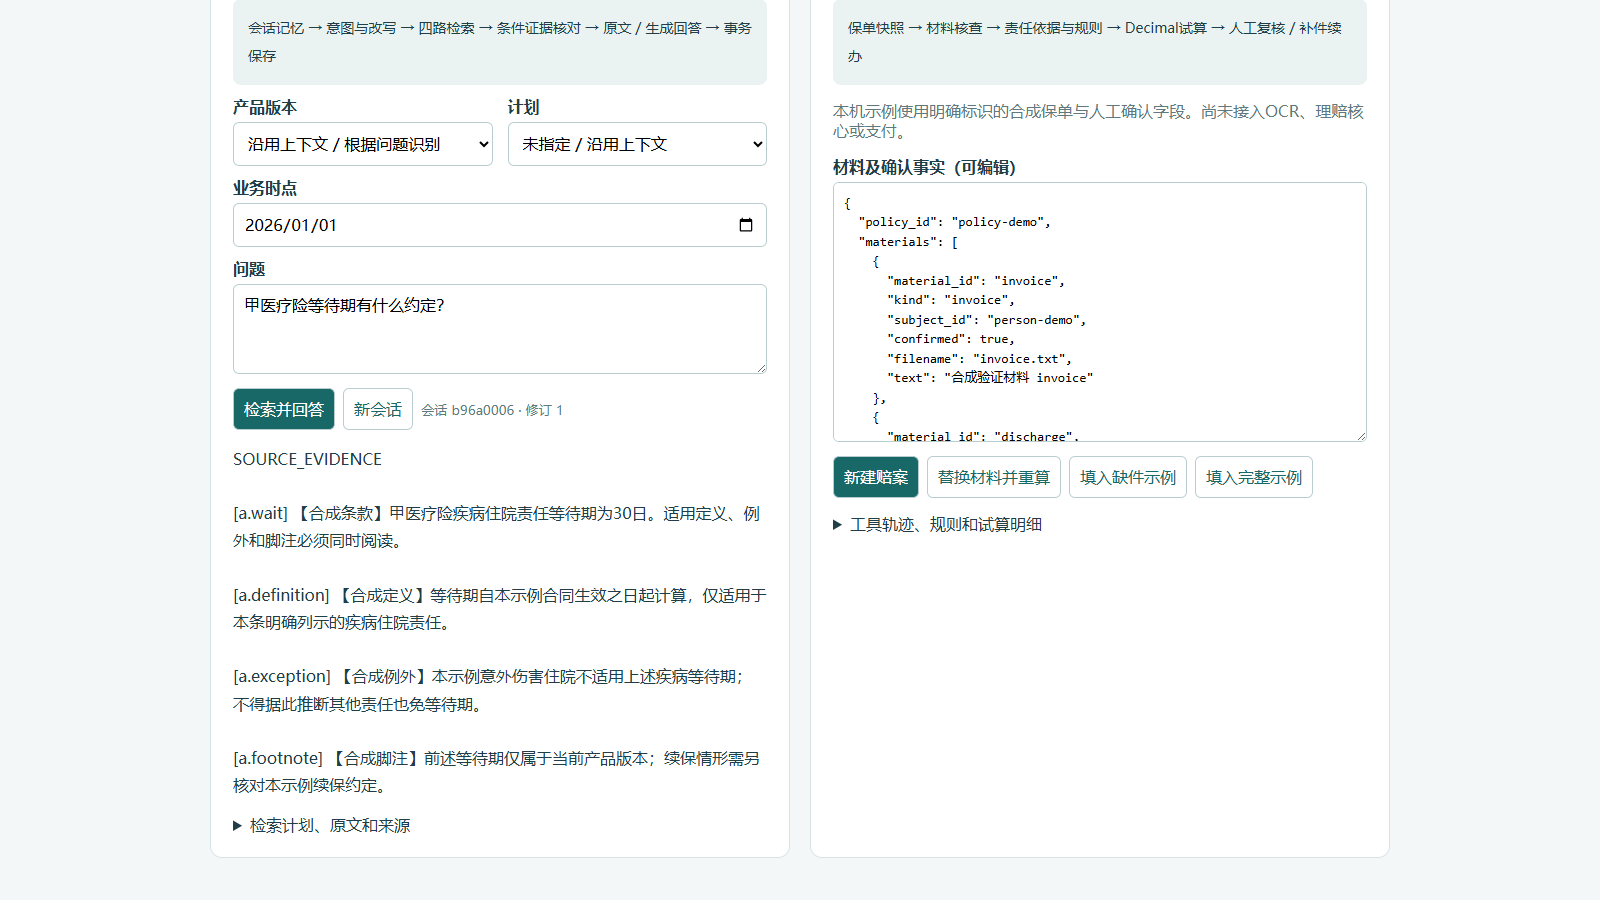 会话记忆 → 意图与改写 → 四路检索 → 条件证据核对 → 原文 / 生成回答 → 事务
保存
产品版本
计划
沿用上下文 / 根据问题识别
未指定 / 沿用上下文
业务时点
2026/01/01
问题
甲医疗险等待期有什么约定?
检索并回答
新会话
会话 b96a0006 · 修订 1
SOURCE_EVIDENCE
[a.wait] 【合成条款】甲医疗险疾病住院责任等待期为30日。适用定义、例
外和脚注必须同时阅读。
[a.definition] 【合成定义】等待期自本示例合同生效之日起计算，仅适用于
本条明确列示的疾病住院责任。
[a.exception] 【合成例外】本示例意外伤害住院不适用上述疾病等待期；
不得据此推断其他责任也免等待期。
[a.footnote] 【合成脚注】前述等待期仅属于当前产品版本；续保情形需另
核对本示例续保约定。
▶ 检索计划、原文和来源
保单快照 → 材料核查 → 责任依据与规则 → Decimal试算 → 人工复核 / 补件续
办
本机示例使用明确标识的合成保单与人工确认字段。尚未接入OCR、理赔核
心或支付。
材料及确认事实（可编辑）
{
"policy_id": "policy-demo",
"materials": [
{
"material_id": "invoice",
"kind": "invoice",
"subject_id": "person-demo",
"confirmed": true,
"filename": "invoice.txt",
"text": "合成验证材料 invoice"
},
{
"material_id": "discharge",
新建赔案
替换材料并重算
填入缺件示例
填入完整示例
▶ 工具轨迹、规则和试算明细